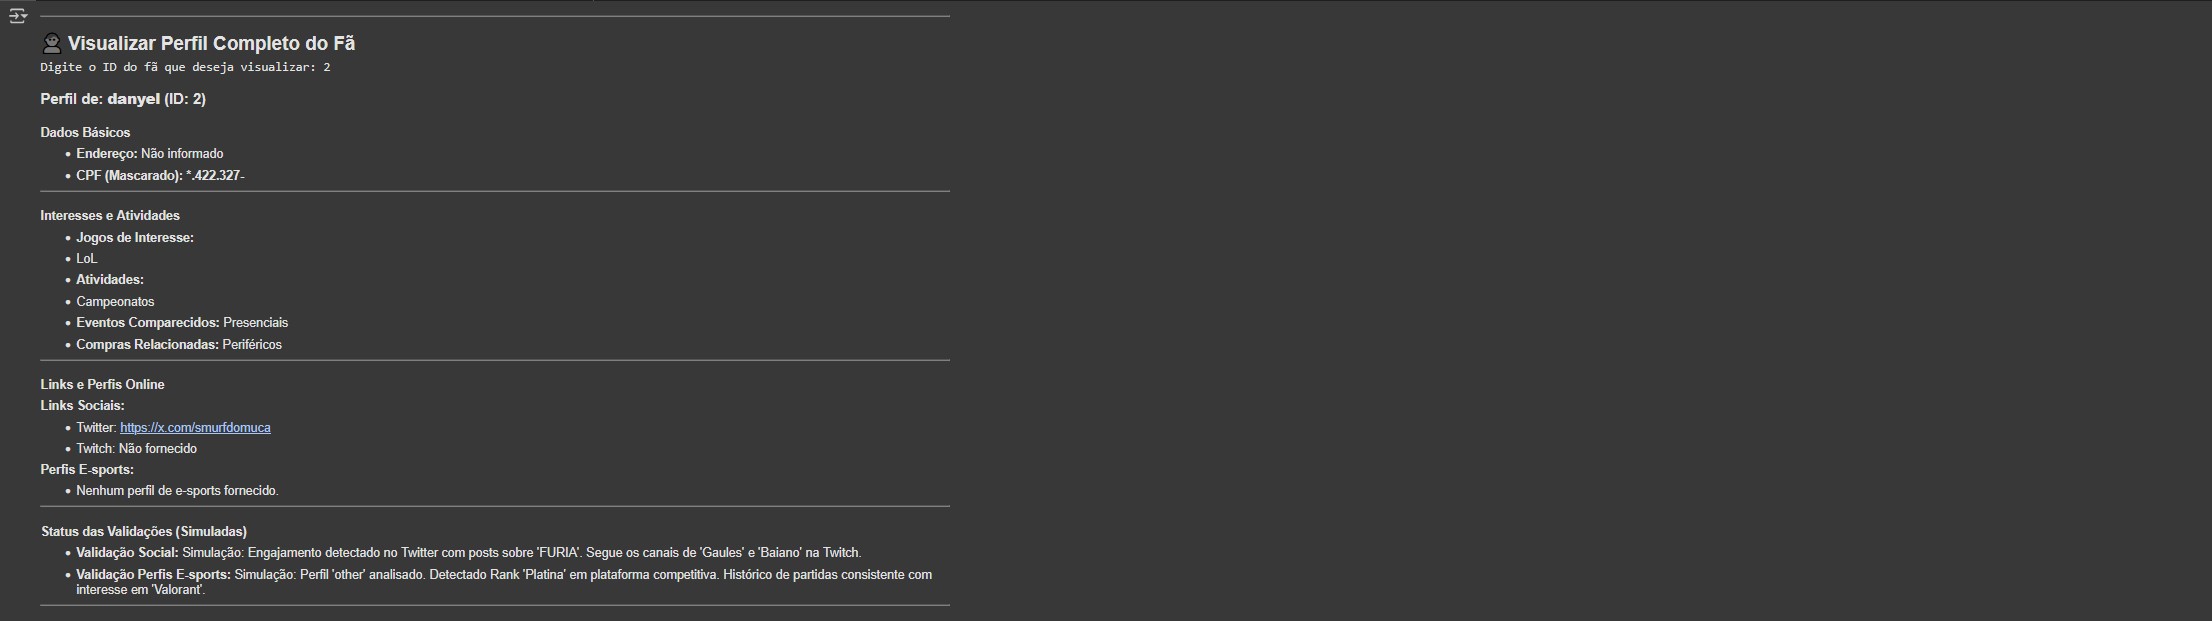 Visualizar Perfil Completo do Fã
Digite o ID do fã que deseja visualizar: 2
Perfil de: danyel (ID: 2)
Dados Básicos
• Endereço: Não informado
• CPF (Mascarado): *.422.327-
Interesses e Atividades
• Jogos de Interesse:
• LoL
• Atividades:
• Campeonatos
• Eventos Comparecidos: Presenciais
• Compras Relacionadas: Periféricos
Links e Perfis Online
Links Sociais:
• Twitter: https://x.com/smurfdomuca
• Twitch: Não fornecido
Perfis E-sports:
• Nenhum perfil de e-sports fornecido.
Status das Validações (Simuladas)
• Validação Social: Simulação: Engajamento detectado no Twitter com posts sobre 'FURIA'. Segue os canais de 'Gaules' e 'Baiano' na Twitch.
• Validação Perfis E-sports: Simulação: Perfil 'other' analisado. Detectado Rank 'Platina' em plataforma competitiva. Histórico de partidas consistente com
interesse em 'Valorant'.